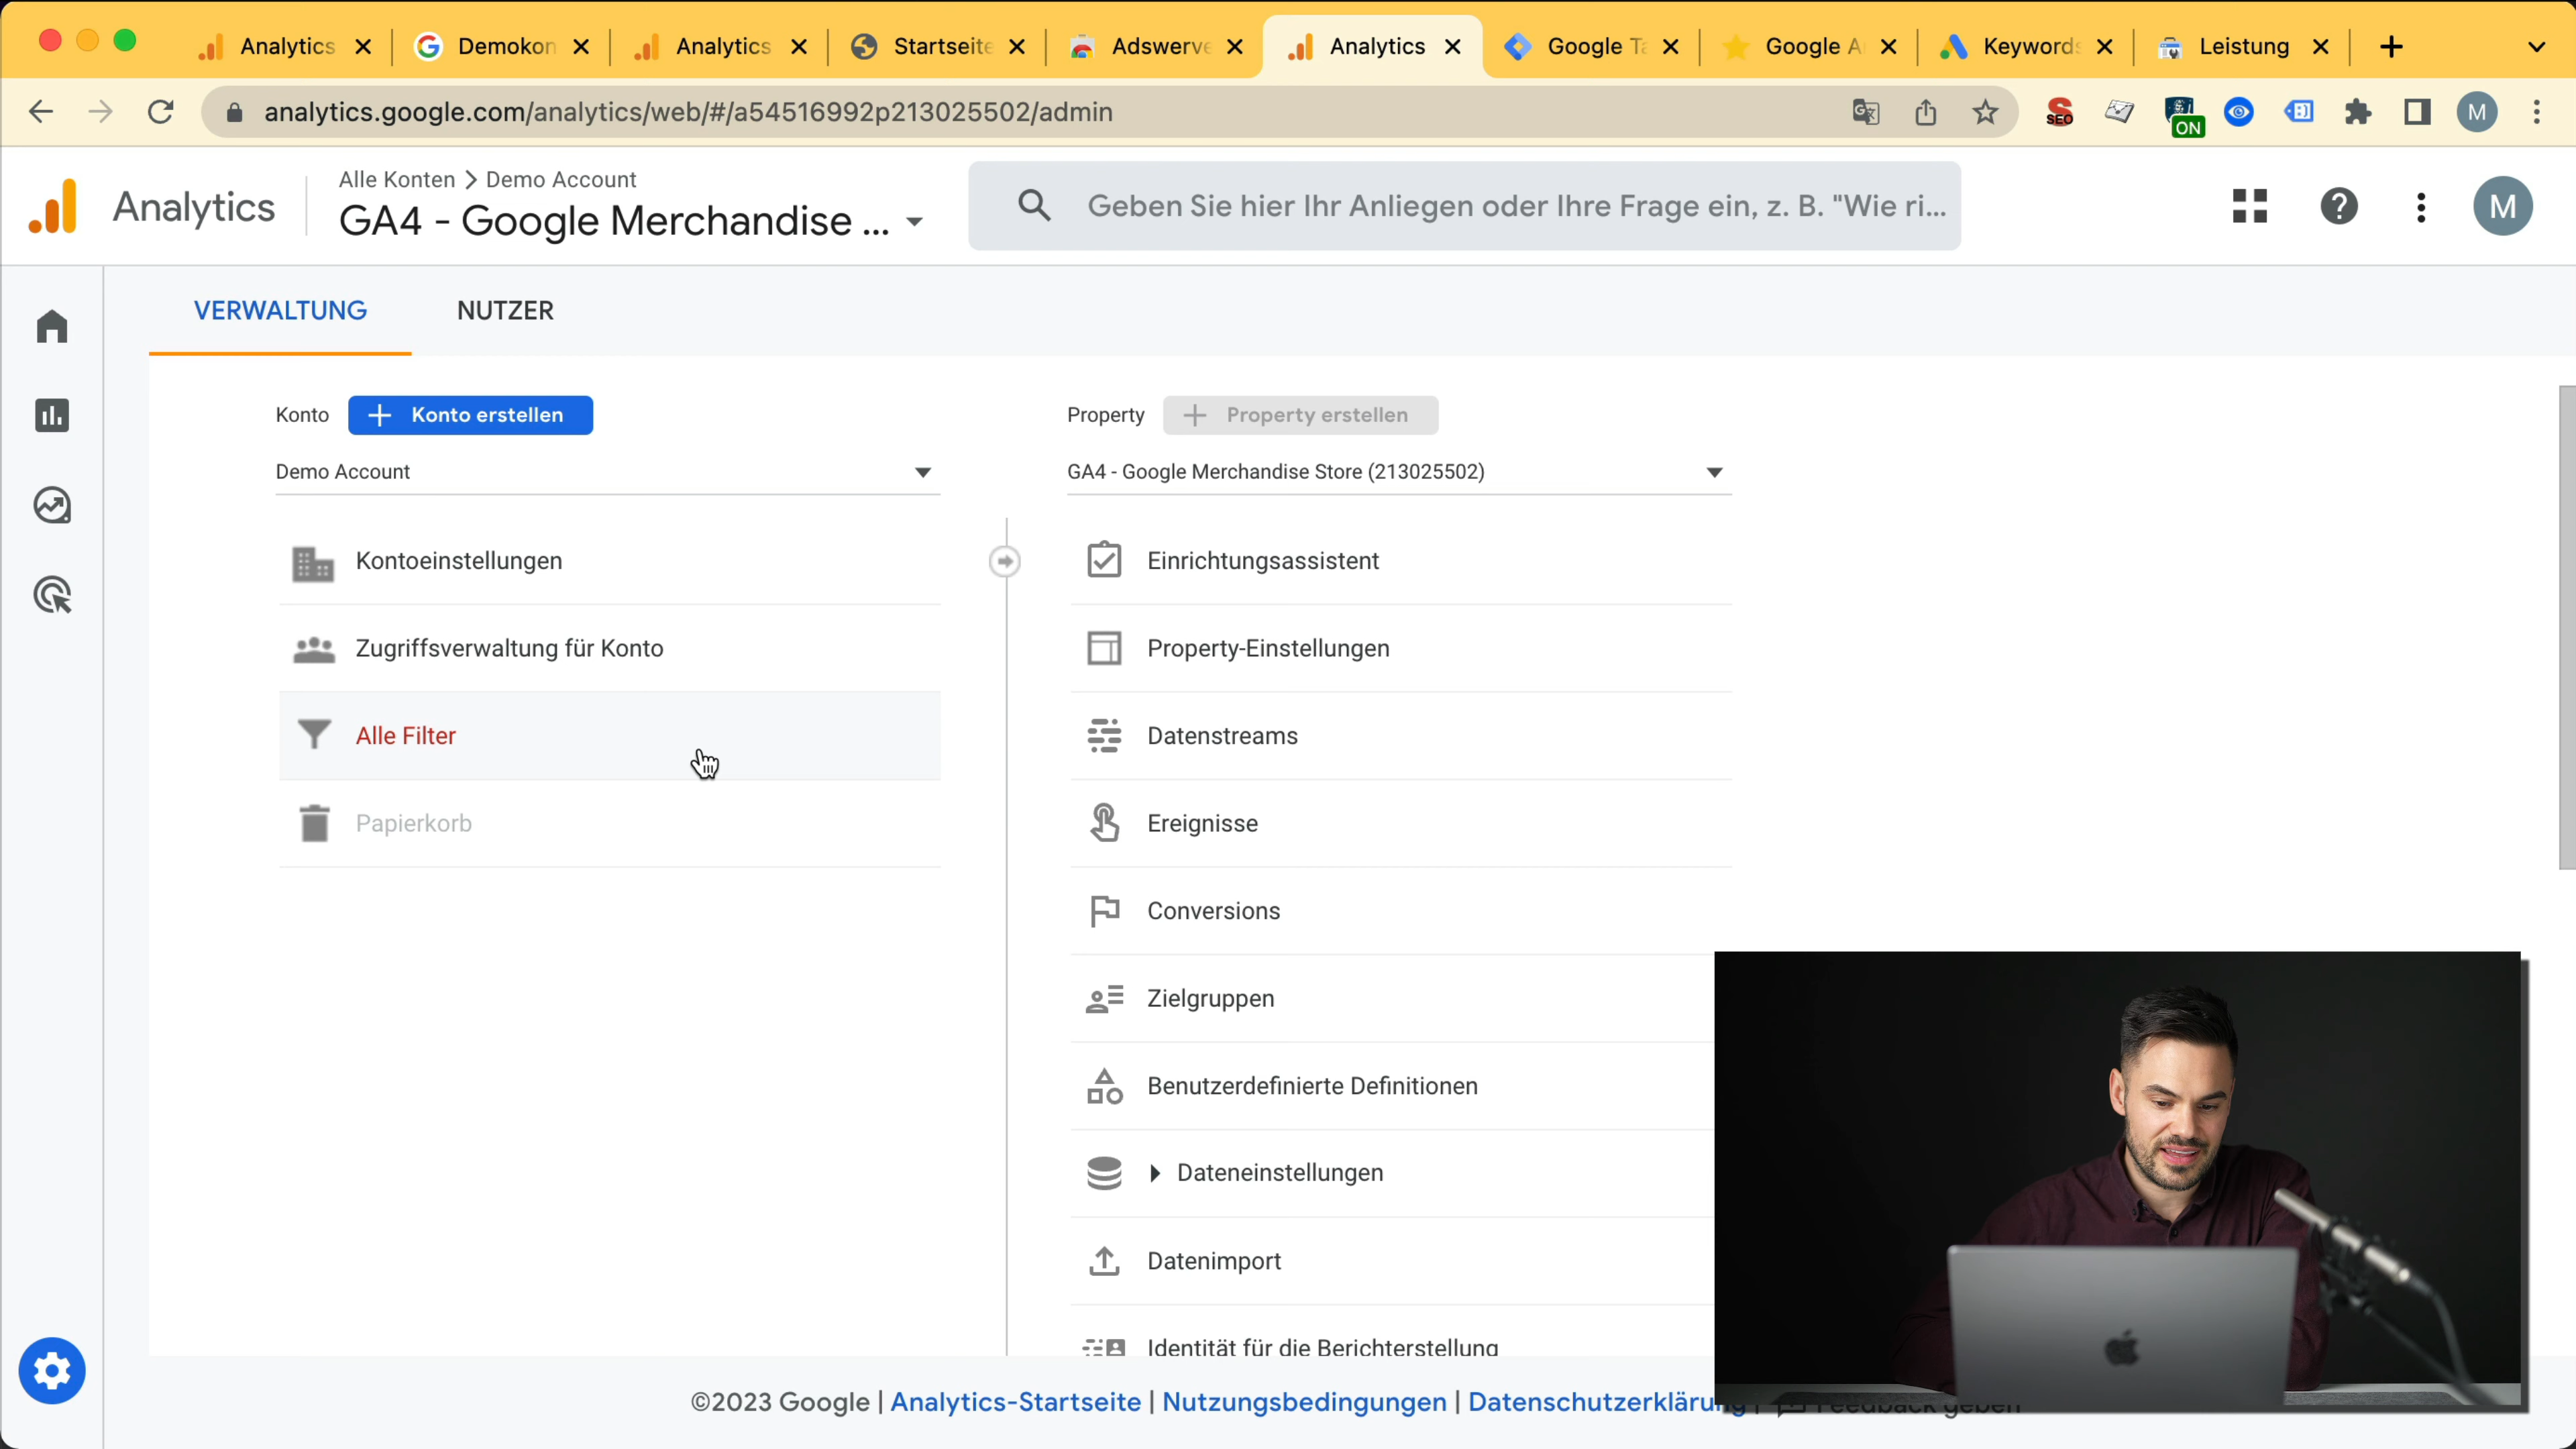 Analytics
Demokon
Analytics
Startseite
Adswerve
Analytics
Google Ta
Google A
Keywords
Leistung
analytics.google.com/analytics/web/#/a54516992p213025502/admin
SEO
ON
M
Analytics
Alle Konten > Demo Account
GA4 - Google Merchandise ...
Geben Sie hier Ihr Anliegen oder Ihre Frage ein, z. B. "Wie ri...
M
VERWALTUNG
NUTZER
Konto
Konto erstellen
Demo Account
Kontoeinstellungen
Zugriffsverwaltung für Konto
Alle Filter
Papierkorb
Property
Property erstellen
GA4 - Google Merchandise Store (213025502)
Einrichtungsassistent
Property-Einstellungen
Datenstreams
Ereignisse
Conversions
Zielgruppen
Benutzerdefinierte Definitionen
Dateneinstellungen
Datenimport
Identität für die Berichterstellung
©2023 Google | Analytics-Startseite | Nutzungsbedingungen | Datenschutzerklärung | Feedback geben